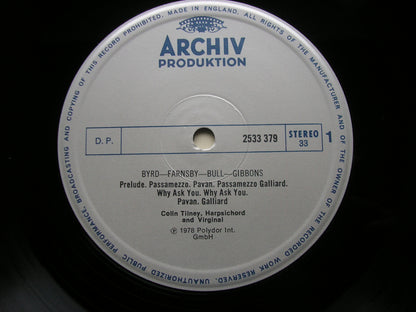 MADE IN ENGLAND. ALL RIGHTS OF THE MANUFACTURER AND OF THE OWNER OF THE RECORDED WORK RESERVED. UNAUTHORIZED PUBLIC PERFORMANCE, BROADCASTING AND COPYING OF THIS RECORD PROHIBITED.
ARCHIV
PRODUKTION
D.P.
2533 379
STEREO
33
1
BYRD—FARNSBY—BULL—GIBBONS
Prelude. Passamezzo. Pavan. Passamezzo Galliard.
Why Ask You. Why Ask You.
Pavan. Galliard
Colin Tilney, Harpsichord
and Virginal
℗ 1978 Polydor Int.
GmbH